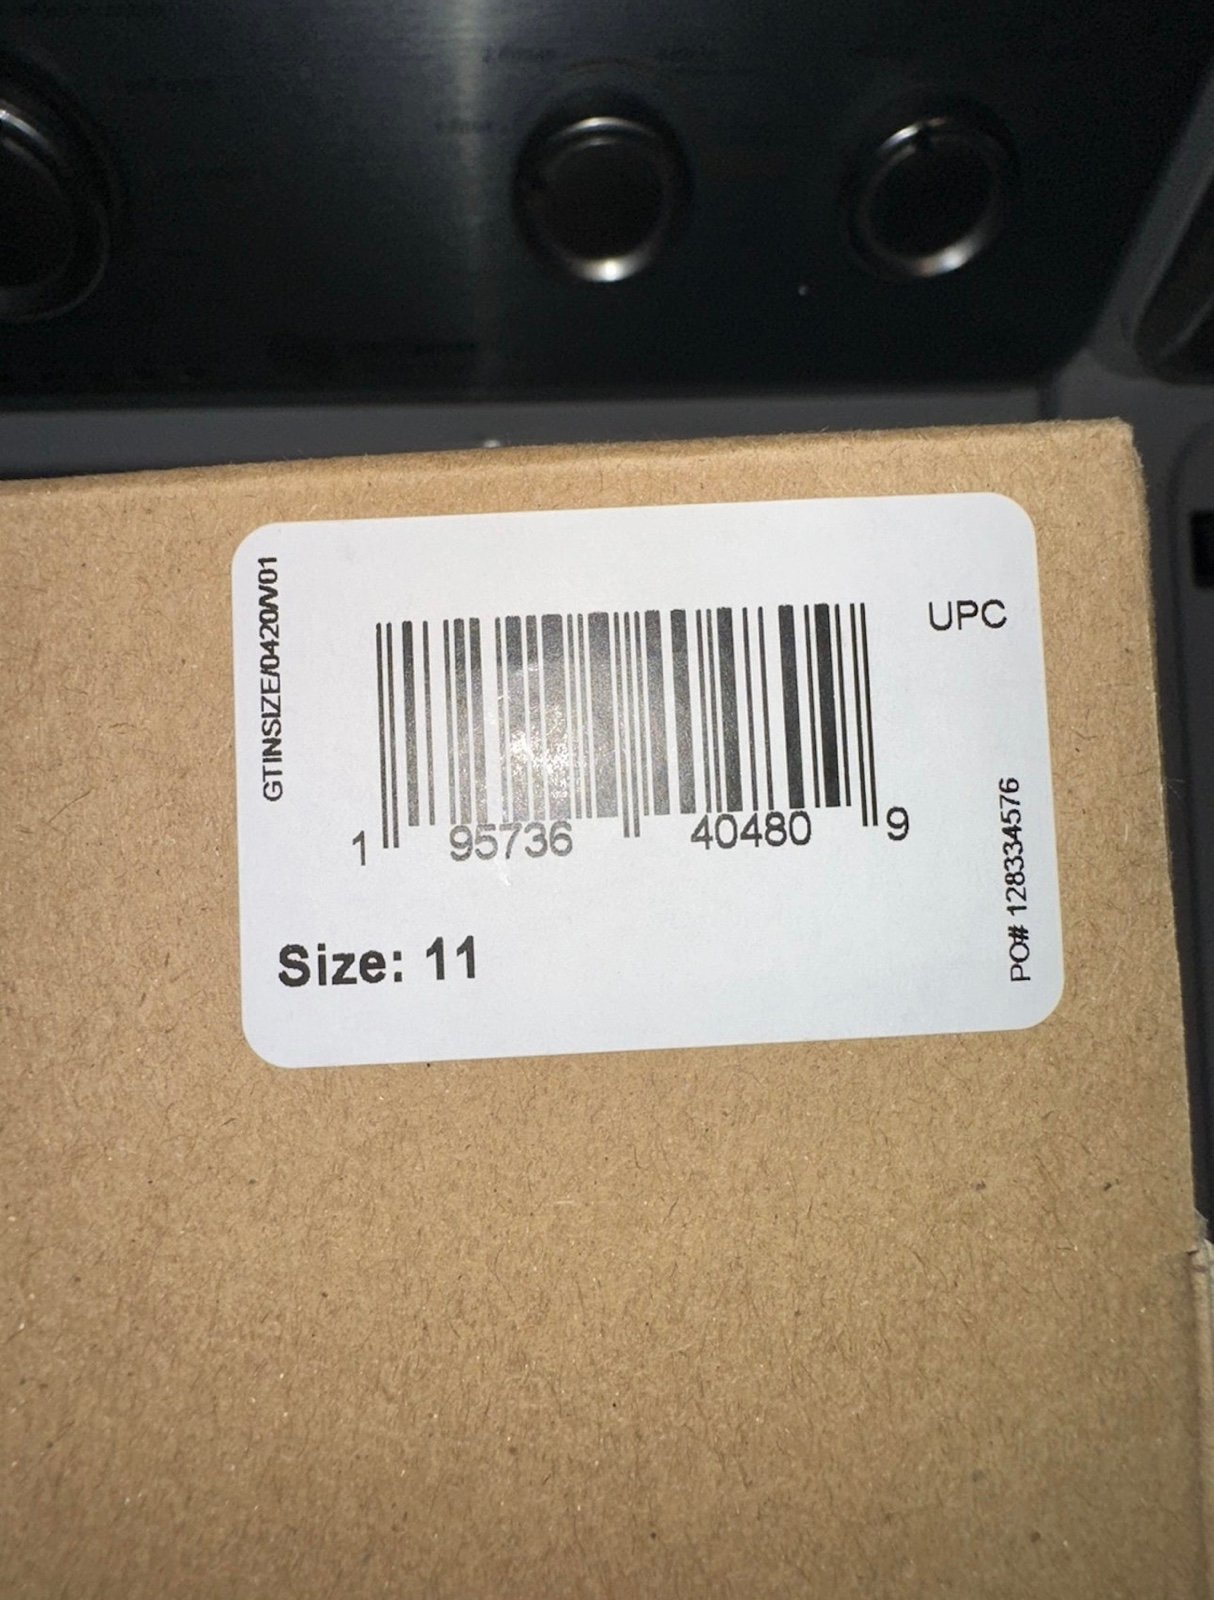 GTINSIZE/0420/V01
UPC
1 95736 40480 9
PO# 128334576
Size: 11